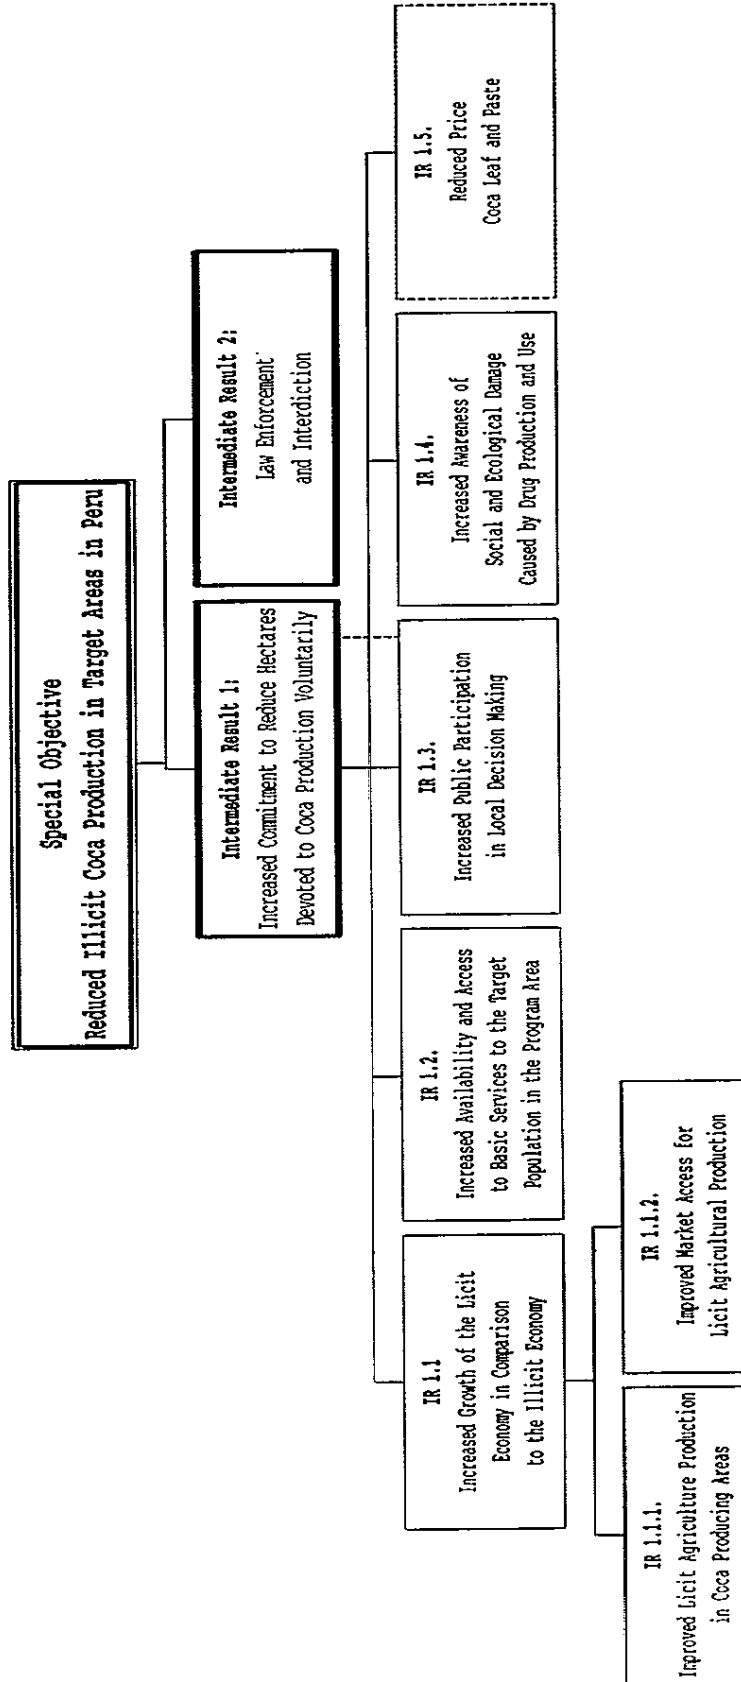 Special Objective
Reduced Illicit Coca Production in Target Areas in Peru
Intermediate Result 1:
Increased Commitment to Reduce Hectares
Devoted to Coca Production Voluntarily
Intermediate Result 2:
Law Enforcement
and Interdiction
IR 1.1
Increased Growth of the Licit
Economy in Comparison
to the Illicit Economy
IR 1.2.
Increased Availability and Access
to Basic Services to the Target
Population in the Program Area
IR 1.3.
Increased Public Participation
in Local Decision Making
IR 1.4.
Increased Awareness of
Social and Ecological Damage
Caused by Drug Production and Use
IR 1.5.
Reduced Price
Coca Leaf and Paste
IR 1.1.1.
Improved Licit Agriculture Production
in Coca Producing Areas
IR 1.1.2.
Improved Market Access for
Licit Agricultural Production